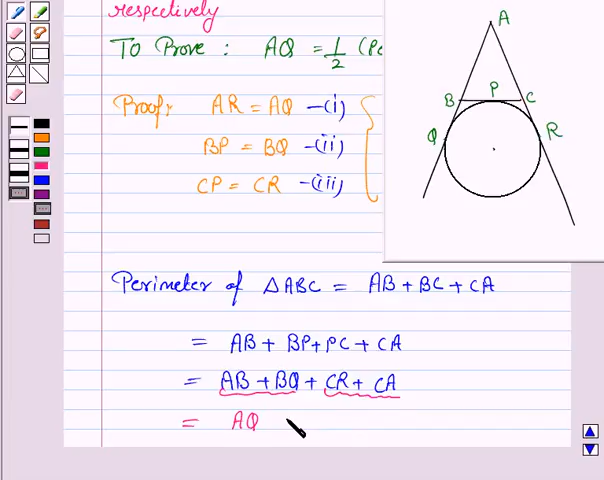 respectively
To Prove : AQ = 1/2 (Pe
Proof: AR = AQ -(i)
BP = BQ -(ii)
CP = CR -(iii)
A
B P C
Q R
Perimeter of △ABC = AB + BC + CA
= AB + BP + PC + CA
= AB + BQ + CR + CA
= AQ